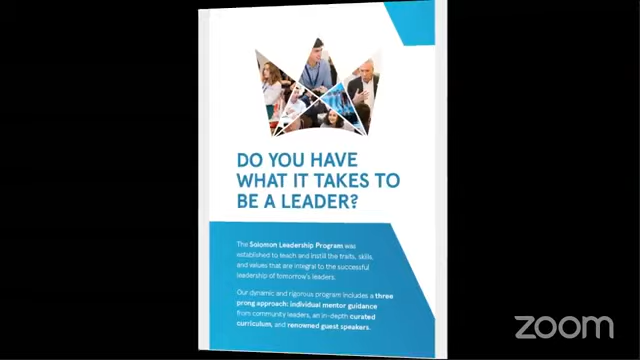 DO YOU HAVE
WHAT IT TAKES TO
BE A LEADER?
The Solomon Leadership Program was
established to teach and instill the traits, skills,
and values that are integral to the successful
leadership of tomorrow's leaders.
Our dynamic and rigorous program includes a three
prong approach: individual mentor guidance
from community leaders, an in-depth curated
curriculum, and renowned guest speakers.
zoom